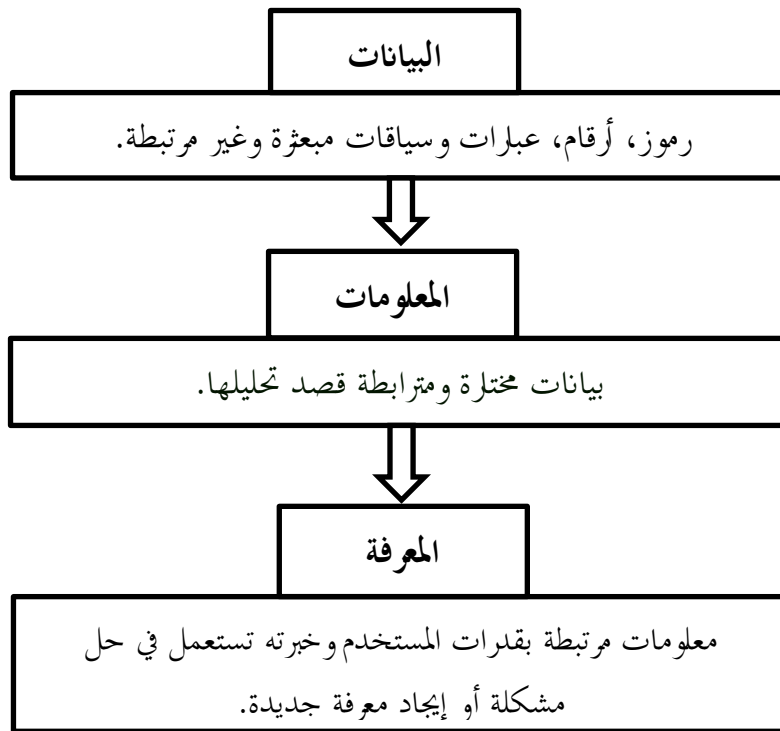 البيانات
رموز، أرقام، عبارات وسياقات مبعثرة وغير مرتبطة.
المعلومات
بيانات مختارة ومترابطة قصد تحليلها.
المعرفة
معلومات مرتبطة بقدرات المستخدم وخبرته تستعمل في حل
مشكلة أو إيجاد معرفة جديدة.